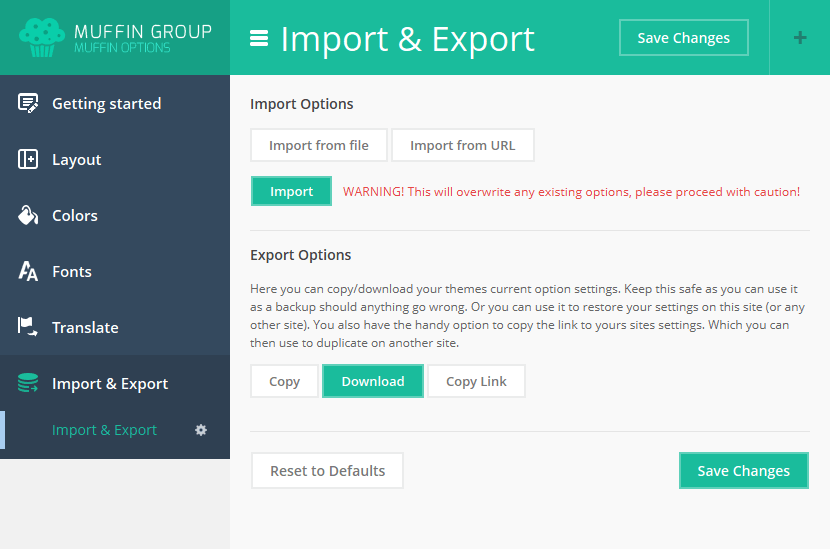 MUFFIN GROUP
MUFFIN OPTIONS
Import & Export
Save Changes
+
Getting started
Layout
Colors
Fonts
Translate
Import & Export
Import & Export
Import Options
Import from file
Import from URL
Import
WARNING! This will overwrite any existing options, please proceed with caution!
Export Options
Here you can copy/download your themes current option settings. Keep this safe as you can use it
as a backup should anything go wrong. Or you can use it to restore your settings on this site (or any
other site). You also have the handy option to copy the link to yours sites settings. Which you can
then use to duplicate on another site.
Copy
Download
Copy Link
Reset to Defaults
Save Changes